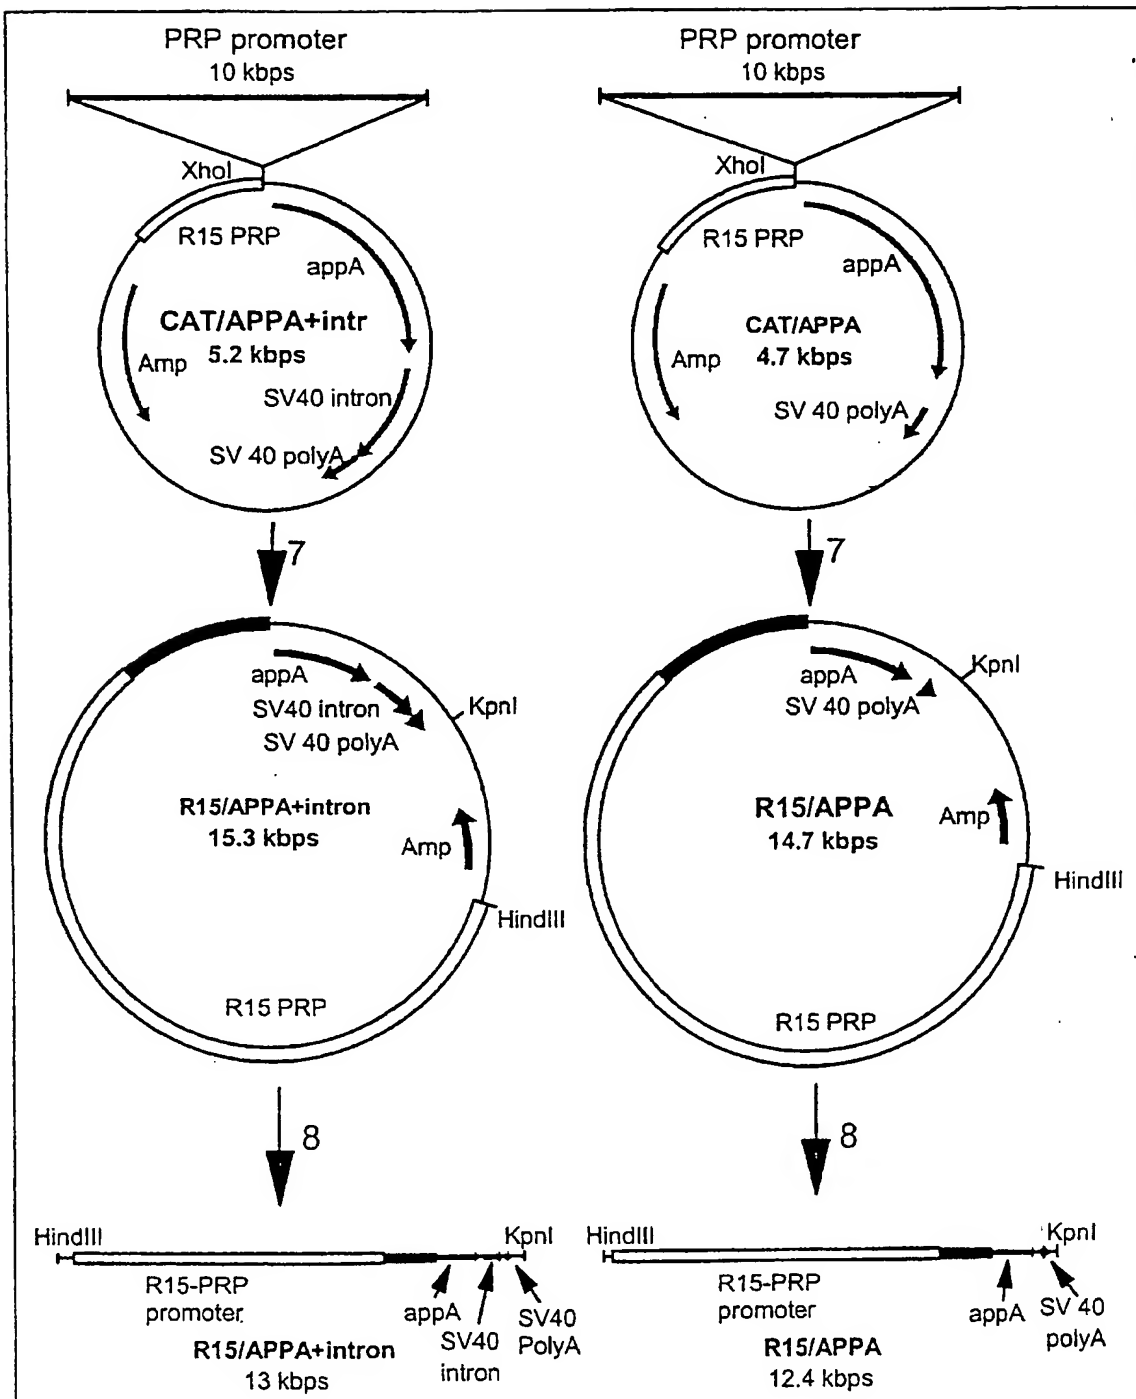 PRP promoter
10 kbps
XhoI
R15 PRP
appA
CAT/APPA+intr
5.2 kbps
Amp
SV40 intron
SV 40 polyA
7
appA
SV40 intron
SV 40 polyA
KpnI
R15/APPA+intron
15.3 kbps
Amp
HindIII
R15 PRP
8
HindIII
KpnI
R15-PRP
promoter
appA
SV40
intron
SV40
PolyA
R15/APPA+intron
13 kbps
PRP promoter
10 kbps
XhoI
R15 PRP
appA
CAT/APPA
4.7 kbps
Amp
SV 40 polyA
7
appA
SV 40 polyA
KpnI
R15/APPA
14.7 kbps
Amp
HindIII
R15 PRP
8
HindIII
KpnI
R15-PRP
promoter
appA
SV 40
polyA
R15/APPA
12.4 kbps